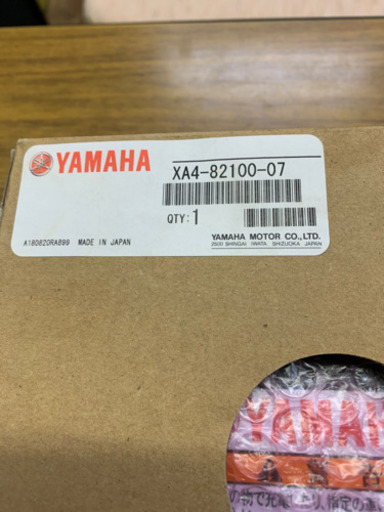 YAMAHA
XA4-82100-07
QTY: 1
A180820RA899 MADE IN JAPAN
YAMAHA MOTOR CO., LTD.
2500 SHINGAI IWATA SHIZUOKA JAPAN
YAMAH